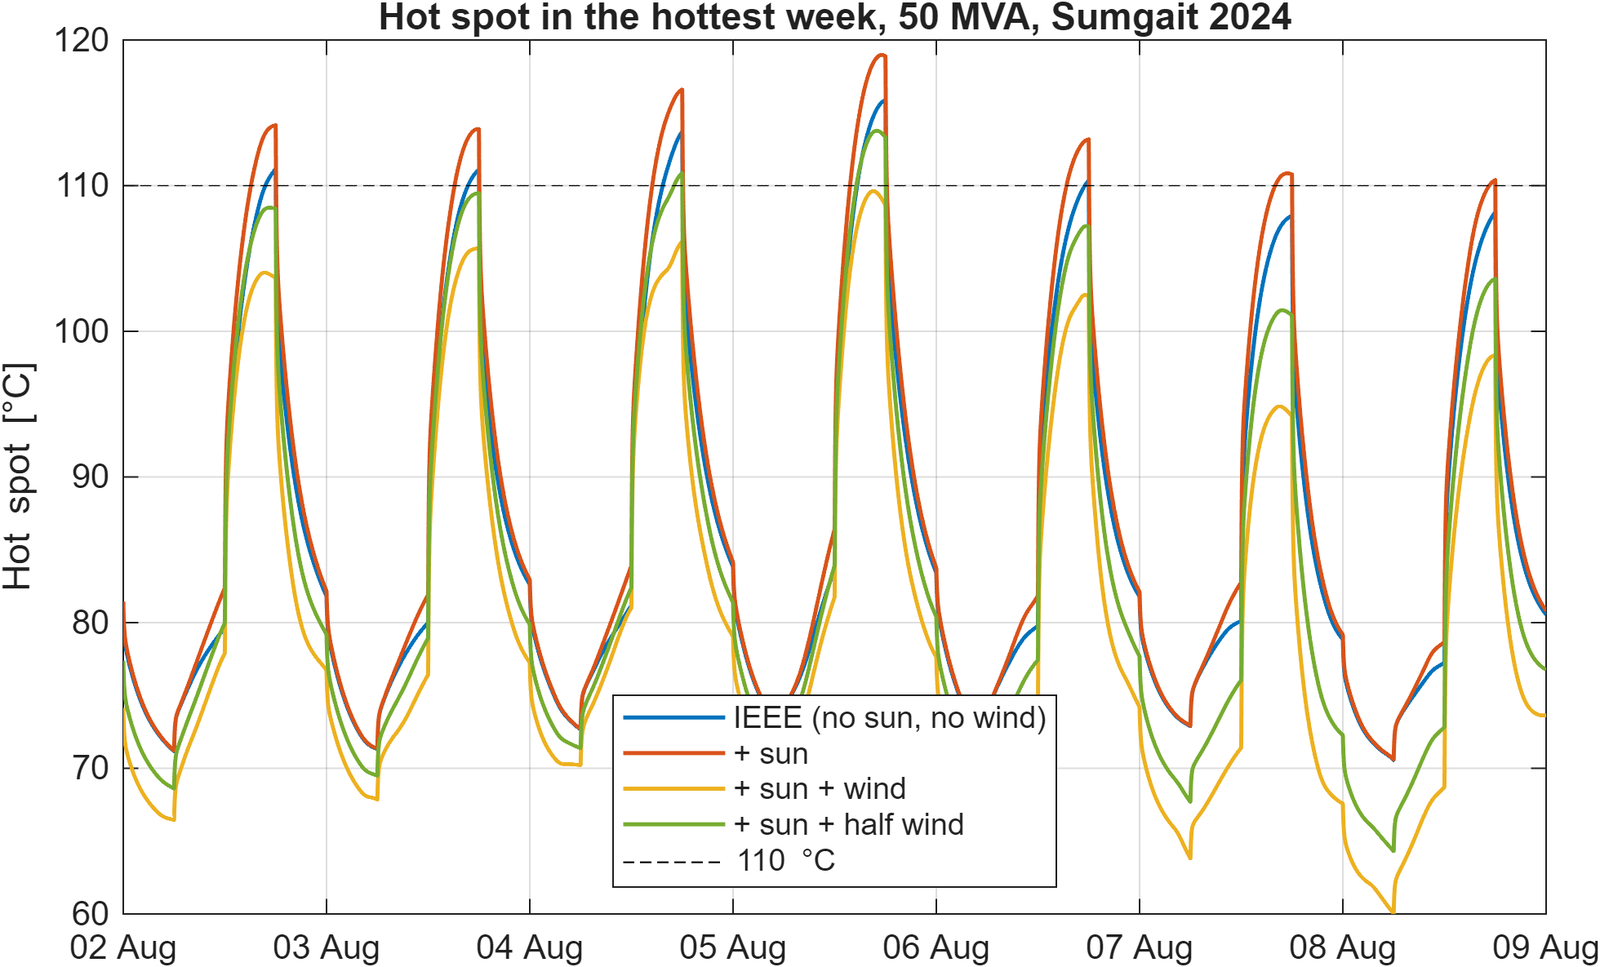 Hot spot in the hottest week, 50 MVA, Sumgait 2024
120
110
100
90
80
70
60
Hot spot [°C]
IEEE (no sun, no wind)
+ sun
+ sun + wind
+ sun + half wind
110 °C
02 Aug 03 Aug 04 Aug 05 Aug 06 Aug 07 Aug 08 Aug 09 Aug